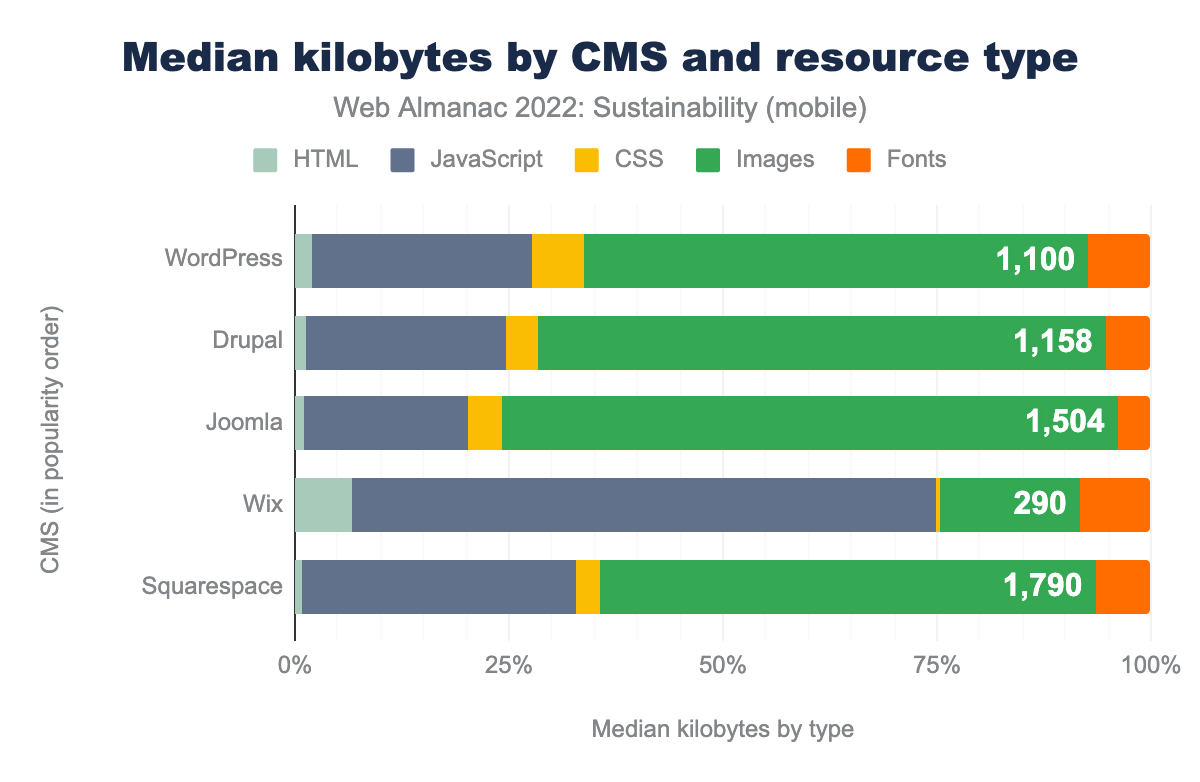 Median kilobytes by CMS and resource type
Web Almanac 2022: Sustainability (mobile)
HTML JavaScript CSS Images Fonts
CMS (in popularity order)
WordPress 1,100
Drupal 1,158
Joomla 1,504
Wix 290
Squarespace 1,790
0% 25% 50% 75% 100%
Median kilobytes by type